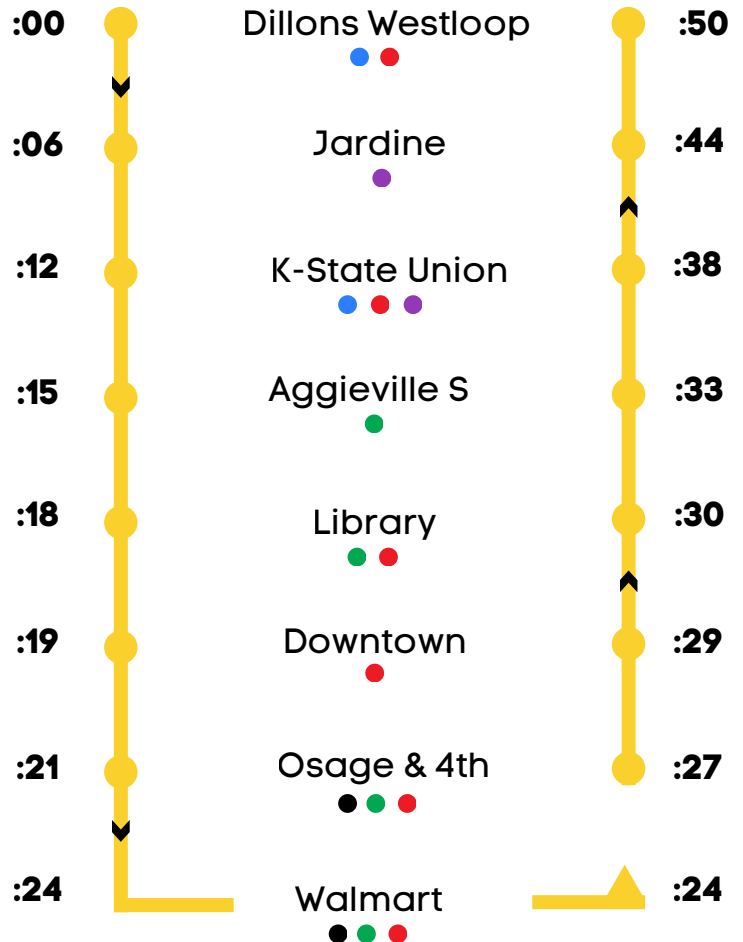 :00 Dillons Westloop :50
:06 Jardine :44
:12 K-State Union :38
:15 Aggieville S :33
:18 Library :30
:19 Downtown :29
:21 Osage & 4th :27
:24 Walmart :24